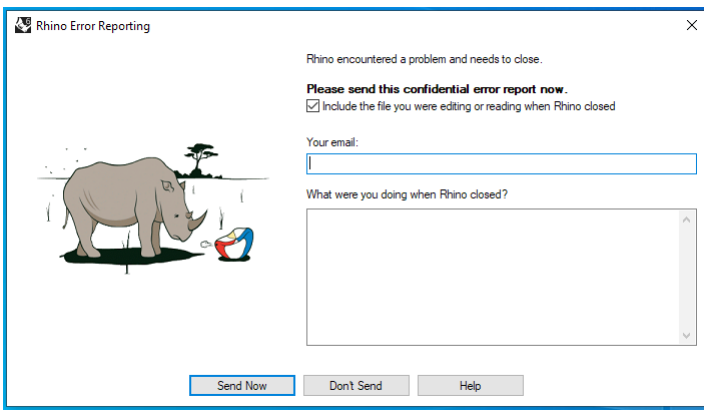 Rhino Error Reporting
Rhino encountered a problem and needs to close.
Please send this confidential error report now.
Include the file you were editing or reading when Rhino closed
Your email:
What were you doing when Rhino closed?
Send Now
Don't Send
Help